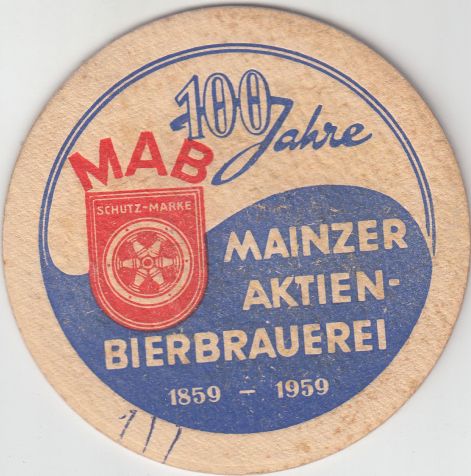 100
Jahre
MAB
SCHUTZ-MARKE
MAINZER
AKTIEN-
BIERBRAUEREI
1859 - 1959